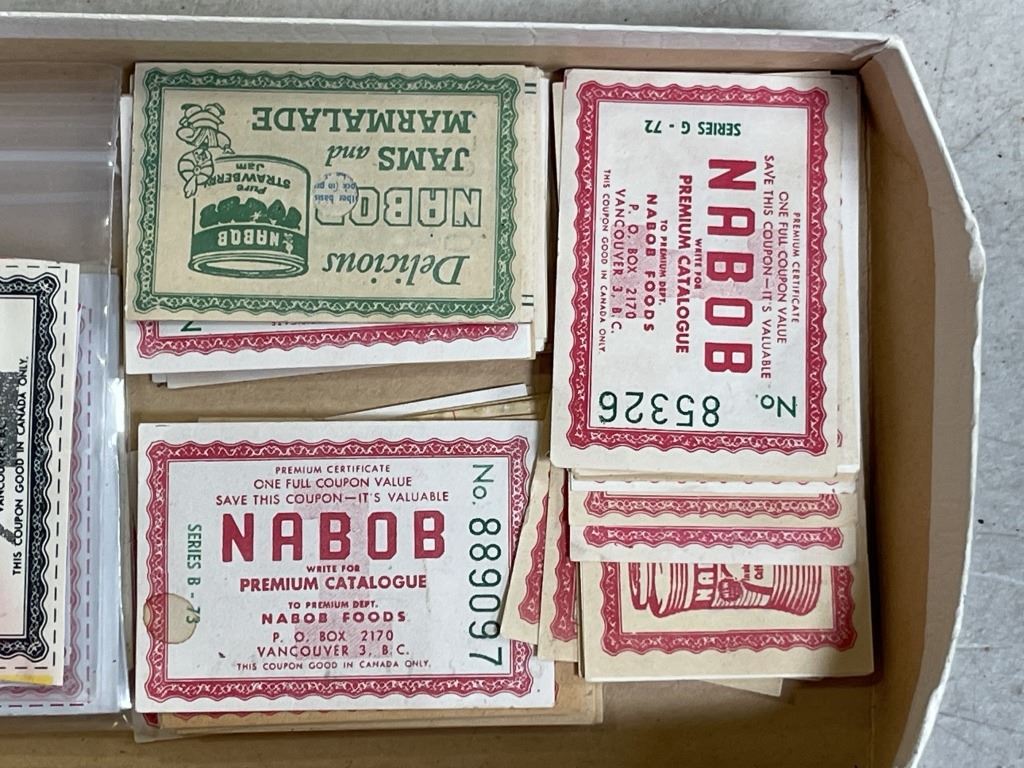 Delicious
NABOB
JAMS and
MARMALADE
NABOB
Pure
STRAWBERRY
Jam
SERIES G - 72
PREMIUM CERTIFICATE
ONE FULL COUPON VALUE
SAVE THIS COUPON—IT'S VALUABLE
NABOB
WRITE FOR
PREMIUM CATALOGUE
TO PREMIUM DEPT.
NABOB FOODS
P. O. BOX 2170
VANCOUVER 3, B.C.
THIS COUPON GOOD IN CANADA ONLY.
No. 85326
PREMIUM CERTIFICATE
ONE FULL COUPON VALUE
SAVE THIS COUPON—IT'S VALUABLE
NABOB
WRITE FOR
PREMIUM CATALOGUE
TO PREMIUM DEPT.
NABOB FOODS
P. O. BOX 2170
VANCOUVER 3, B.C.
THIS COUPON GOOD IN CANADA ONLY.
SERIES B - 73
No. 889097
THIS COUPON GOOD IN CANADA ONLY.